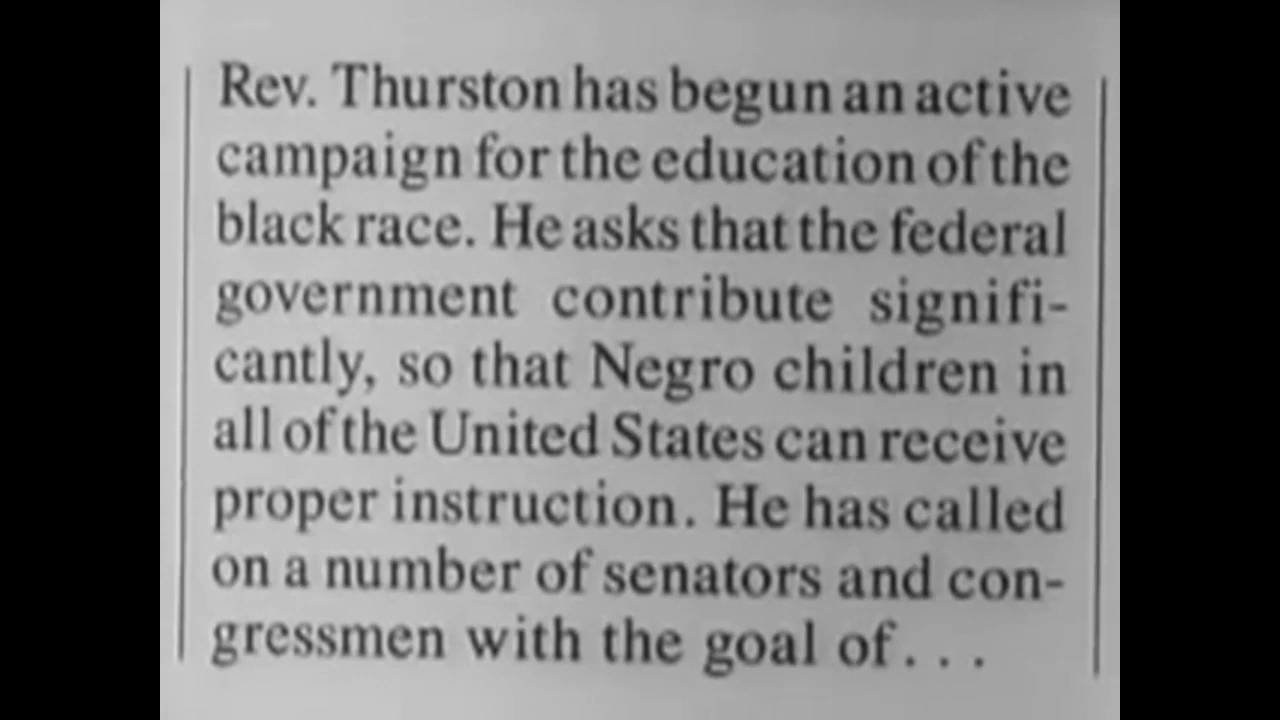 Rev. Thurston has begun an active
campaign for the education of the
black race. He asks that the federal
government contribute signifi-
cantly, so that Negro children in
all of the United States can receive
proper instruction. He has called
on a number of senators and con-
gressmen with the goal of . . .